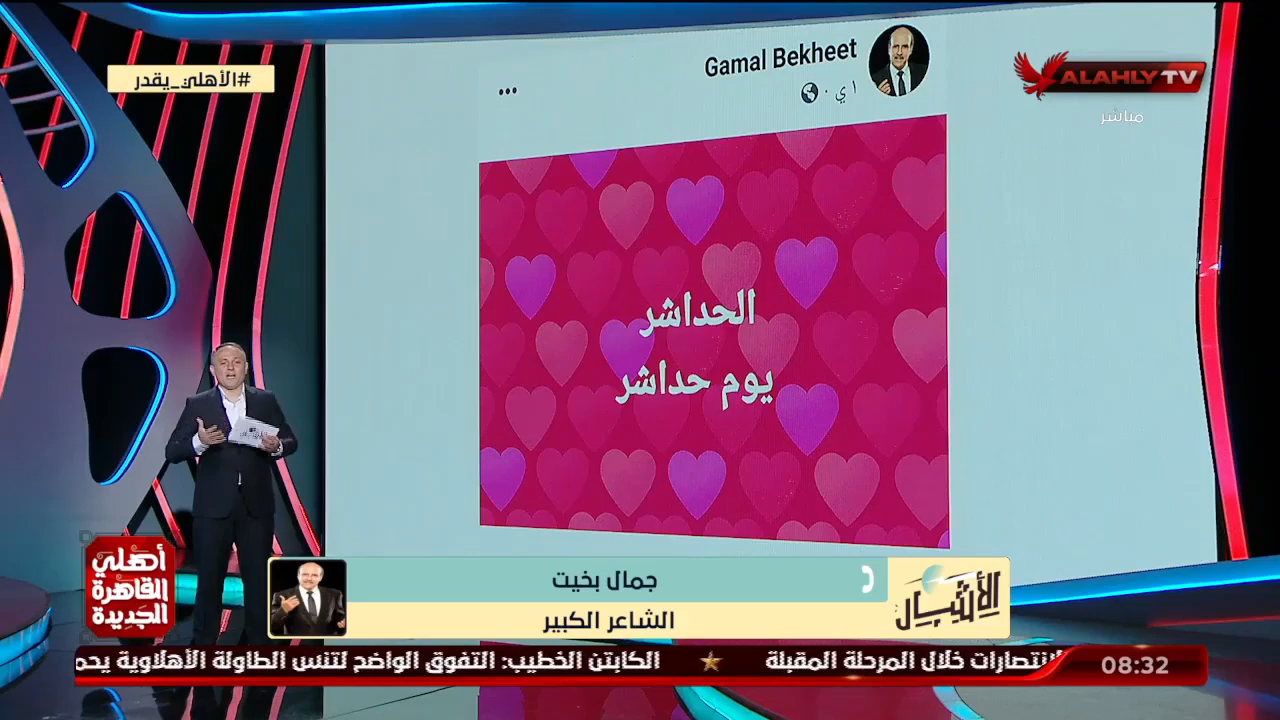 #الأهلي_يقدر
Gamal Bekheet
١ ي ·
ALAHLY TV
مباشر
الحداشر
يوم حداشر
أهلي
القاهرة
الجديدة
جمال بخيت
الشاعر الكبير
الأشبال
الكابتن الخطيب: التفوق الواضح لتنس الطاولة الأهلاوية
خلال المرحلة المقبلة
08:32